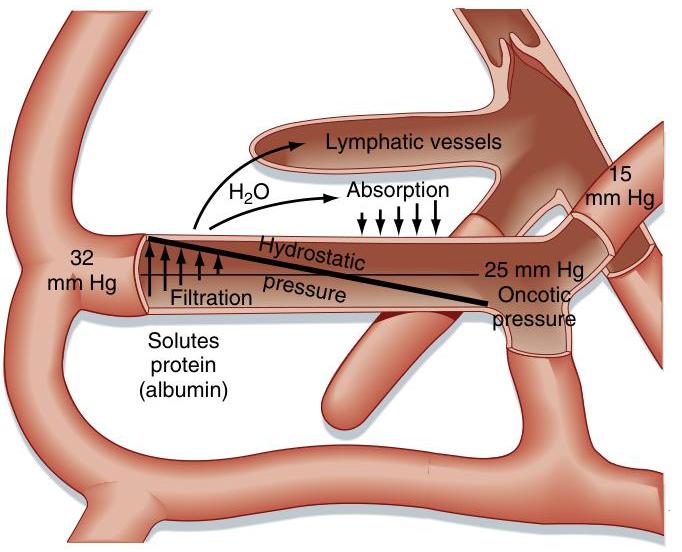 Lymphatic vessels
15
mm Hg
H₂O
Absorption
32
mm Hg
Hydrostatic
pressure
25 mm Hg
Oncotic
pressure
Filtration
Solutes
protein
(albumin)